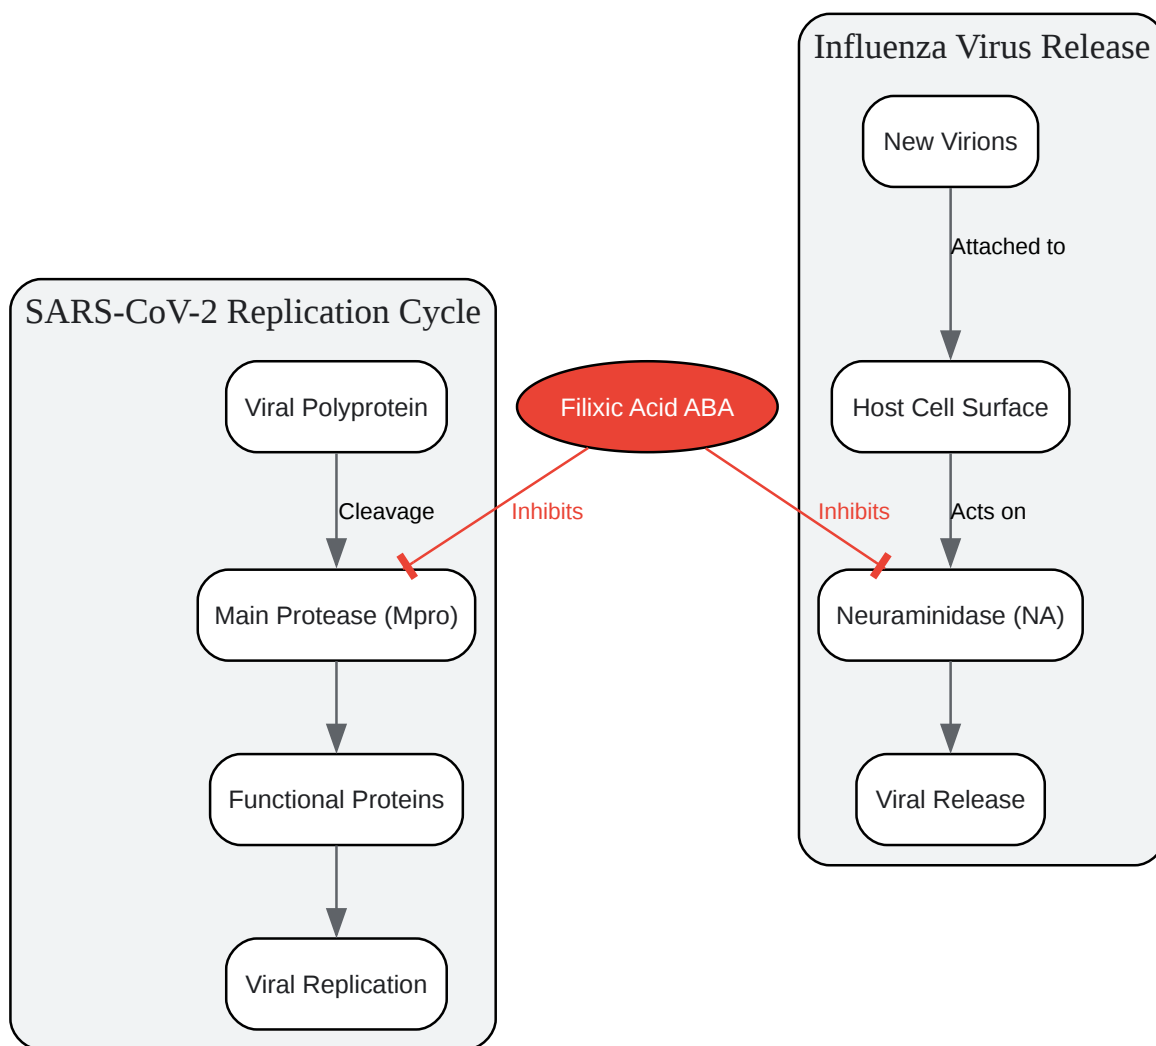 Influenza Virus Release
New Virions
Attached to
SARS-CoV-2 Replication Cycle
Viral Polyprotein
Filixic Acid ABA
Host Cell Surface
Cleavage
Inhibits
Inhibits
Acts on
Main Protease (Mpro)
Neuraminidase (NA)
Functional Proteins
Viral Release
Viral Replication